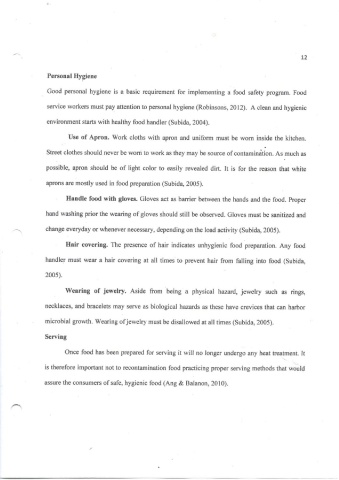 12
Personal Hygiene
Good personal hygiene is a basic requirement for implementing a food safety program. Food
service workers must pay attention to personal hygiene (Robinsons, 2012). A clean and hygienic
environment starts with healthy food handler (Subida, 2004).
Use of Apron. Work cloths with apron and uniform must be worn inside the kitchen.
Street clothes should never be worn to work as they may be source of contamination. As much as
possible, apron should be of light color to easily revealed dirt. It is for the reason that white
aprons are mostly used in food preparation (Subida, 2005).
Handle food with gloves. Gloves act as barrier between the hands and the food. Proper
hand washing prior the wearing of gloves should still be observed. Gloves must be sanitized and
change everyday or whenever necessary, depending on the load activity (Subida, 2005).
Hair covering. The presence of hair indicates unhygienic food preparation. Any food
handler must wear a hair covering at all times to prevent hair from falling into food (Subida,
2005).
Wearing of jewelry. Aside from being a physical hazard, jewelry such as rings,
necklaces, and bracelets may serve as biological hazards as these have crevices that can harbor
microbial growth. Wearing of jewelry must be disallowed at all times (Subida, 2005).
Serving
Once food has been prepared for serving it will no longer undergo any heat treatment. It
is therefore important not to recontamination food practicing proper serving methods that would
assure the consumers of safe, hygienic food (Ang & Balanon, 2010).